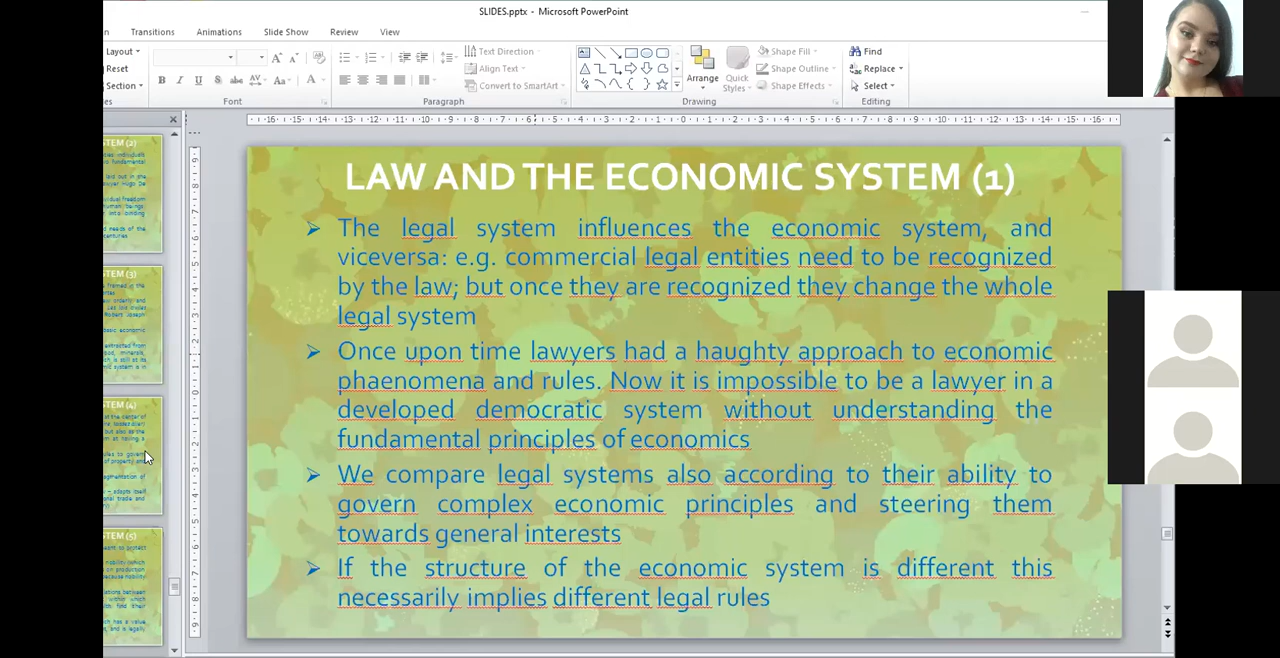 SLIDES.pptx - Microsoft PowerPoint
Transitions Animations Slide Show Review View
Layout Text Direction Shape Fill Find
Reset Align Text Shape Outline Replace
Section Convert to SmartArt Arrange Quick Styles Shape Effects Select
Font Paragraph Drawing Editing
LAW AND THE ECONOMIC SYSTEM (1)
The legal system influences the economic system, and
viceversa: e.g. commercial legal entities need to be recognized
by the law; but once they are recognized they change the whole
legal system
Once upon time lawyers had a haughty approach to economic
phaenomena and rules. Now it is impossible to be a lawyer in a
developed democratic system without understanding the
fundamental principles of economics
We compare legal systems also according to their ability to
govern complex economic principles and steering them
towards general interests
If the structure of the economic system is different this
necessarily implies different legal rules